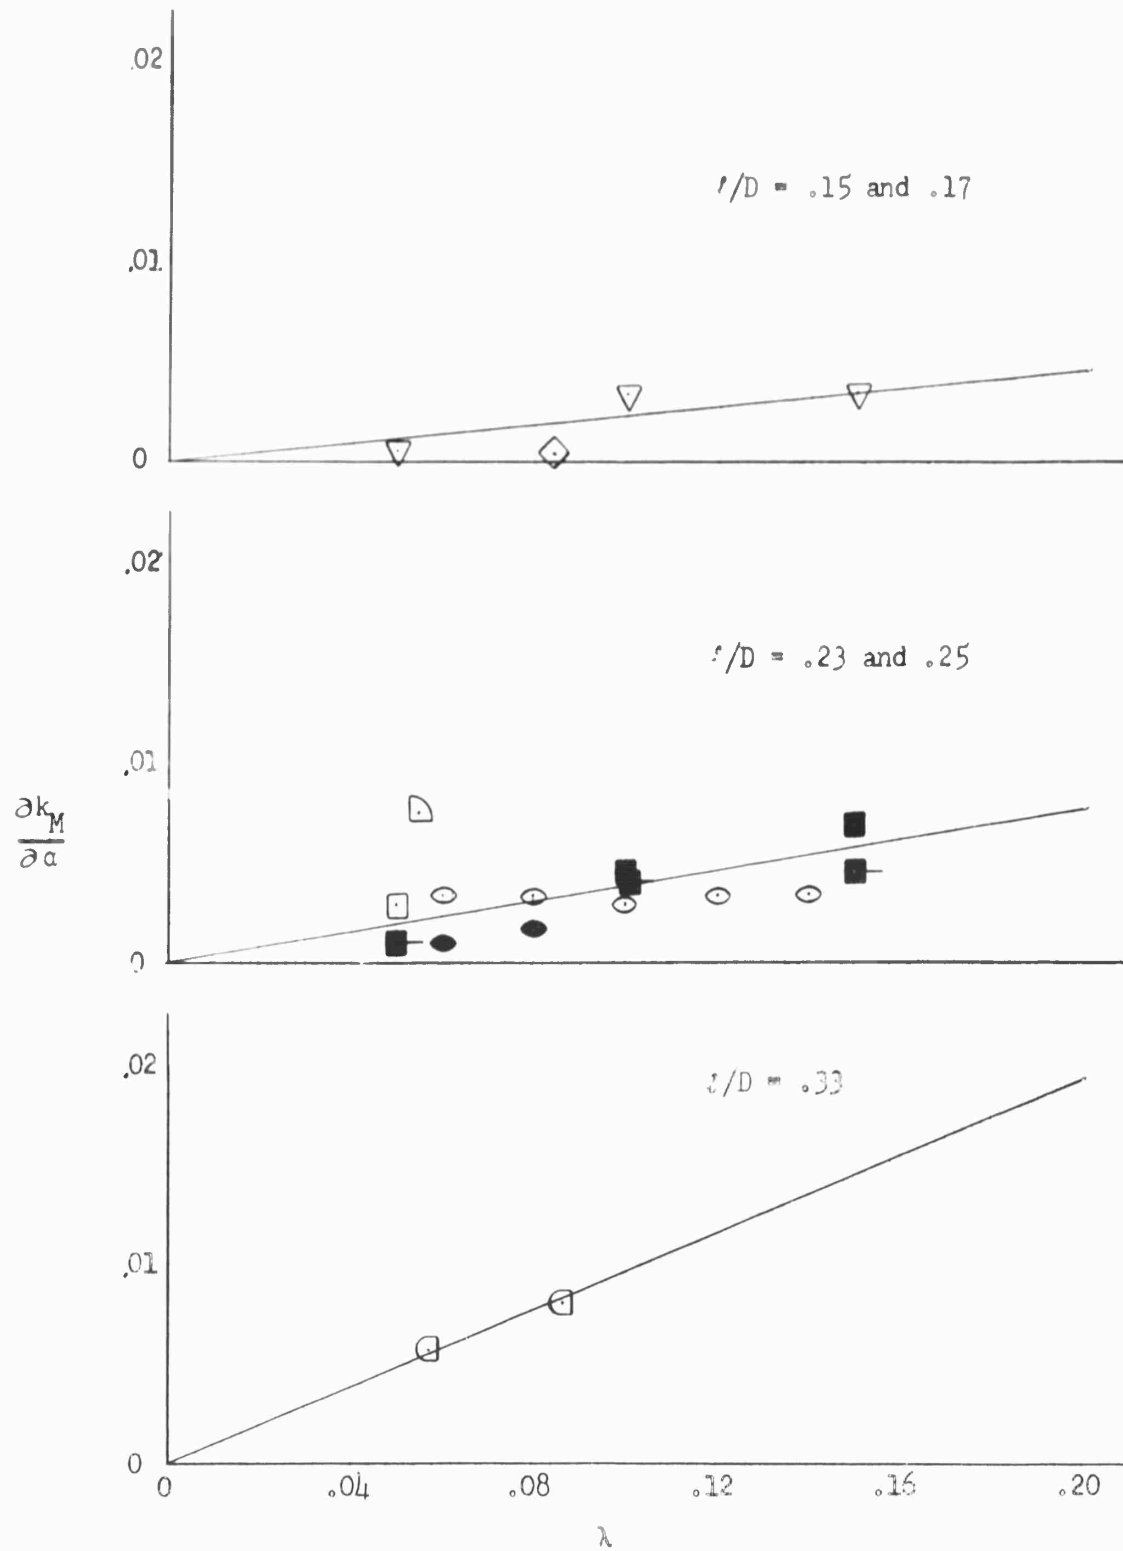 .02
l/D = .15 and .17
.01
0
.02
l/D = .23 and .25
.01
∂k_M
∂α
0
.02
l/D = .33
.01
0
0 .04 .08 .12 .16 .20
λ